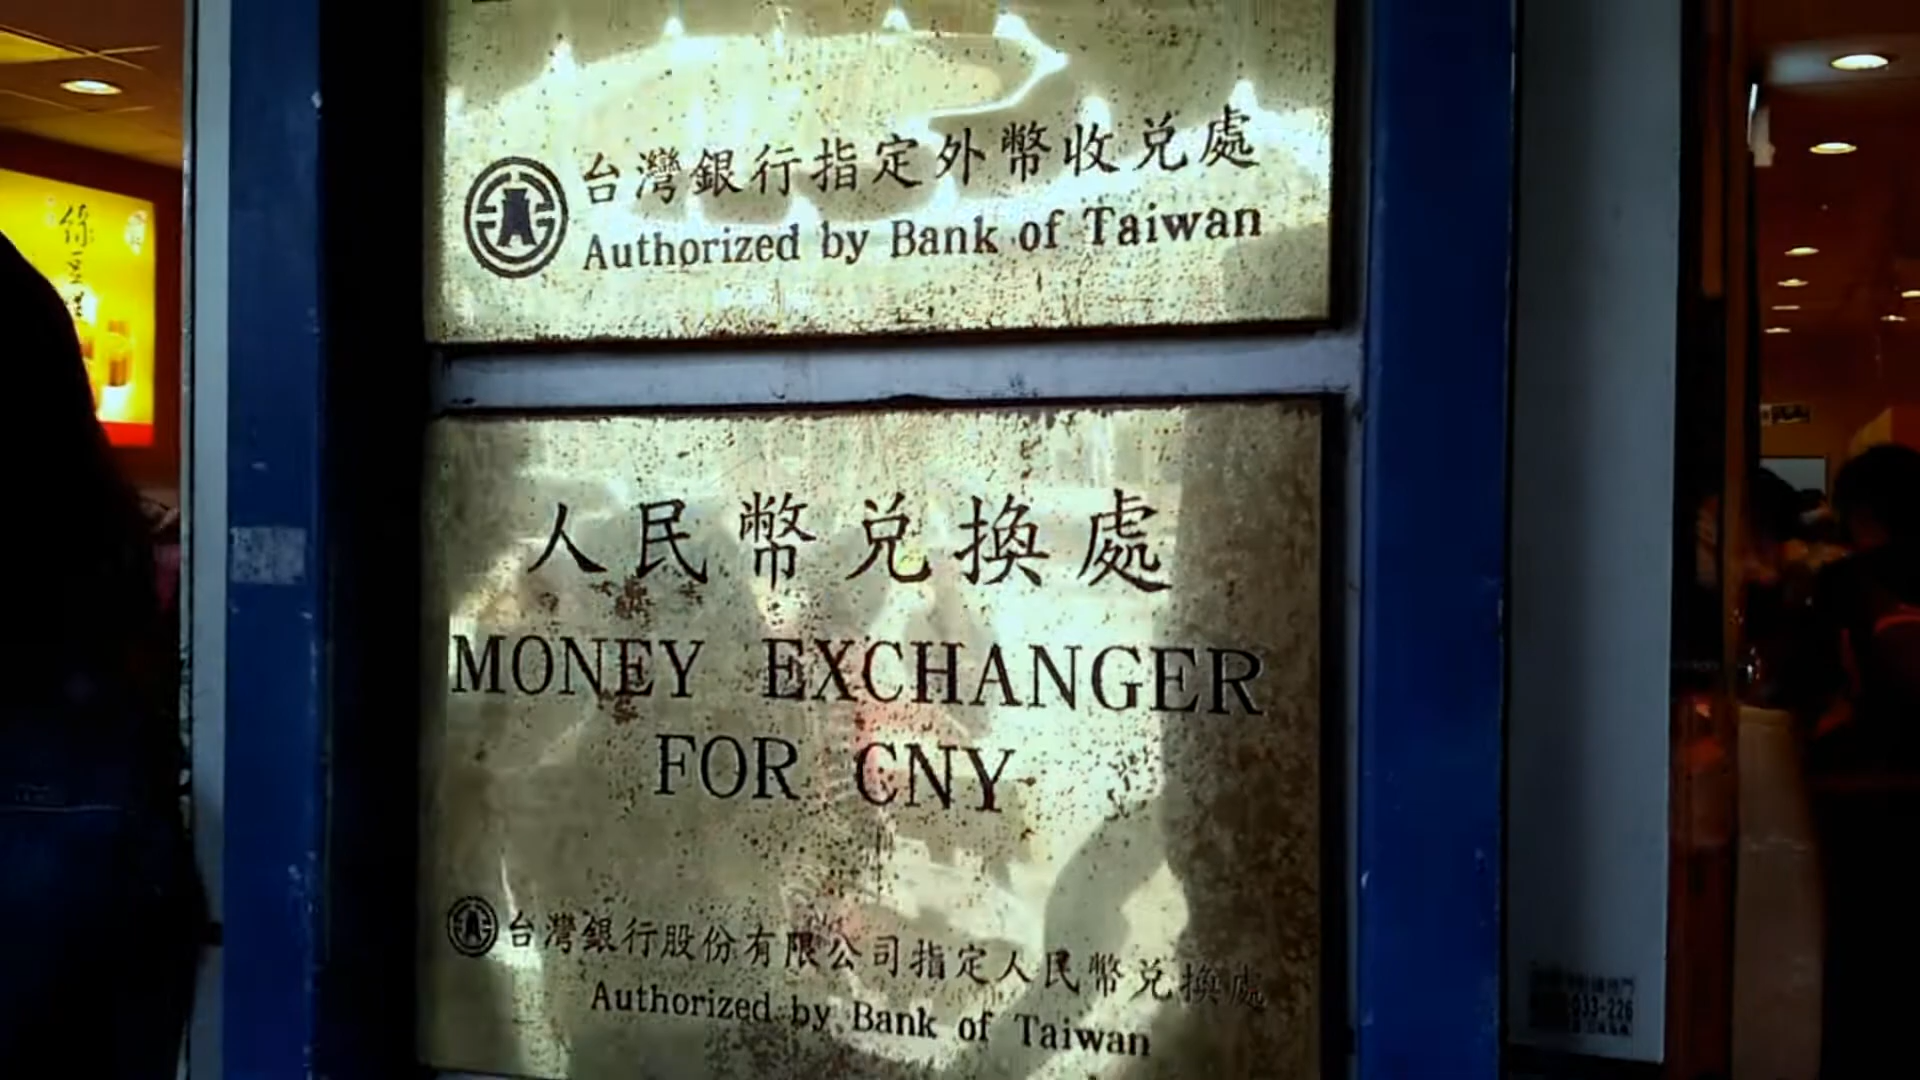 台灣銀行指定外幣收兌處
Authorized by Bank of Taiwan
人民幣兌換處
MONEY EXCHANGER
FOR CNY
台灣銀行股份有限公司指定人民幣兌換處
Authorized by Bank of Taiwan
033-226